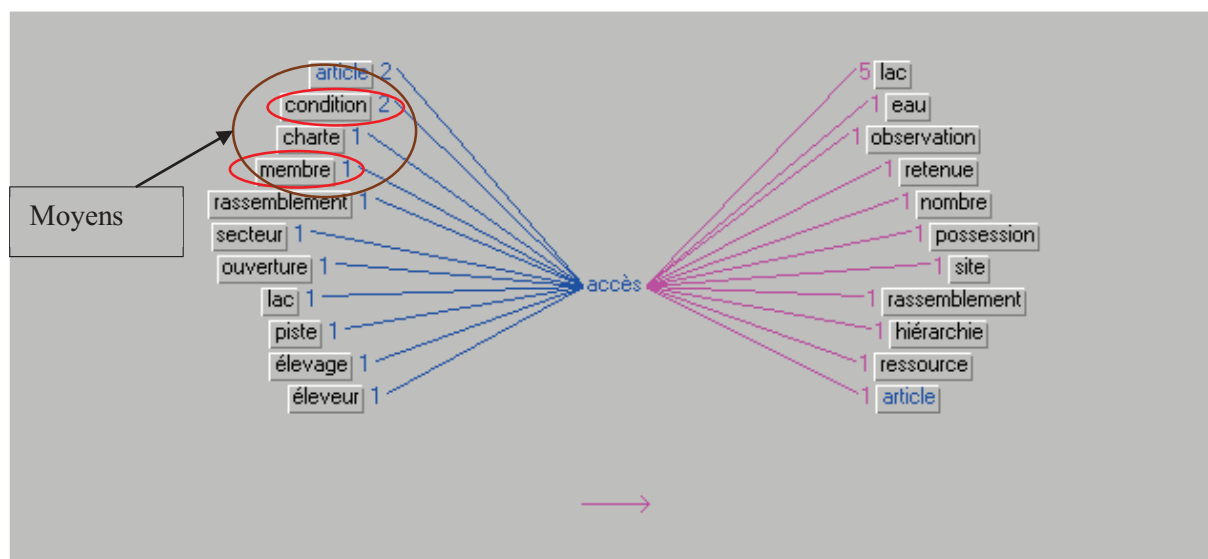 article 2
condition 2
charte 1
membre 1
rassemblement 1
secteur 1
ouverture 1
lac 1
piste 1
élevage 1
éleveur 1
Moyens
accès
5 lac
1 eau
1 observation
1 retenue
1 nombre
1 possession
1 site
1 rassemblement
1 hiérarchie
1 ressource
1 article